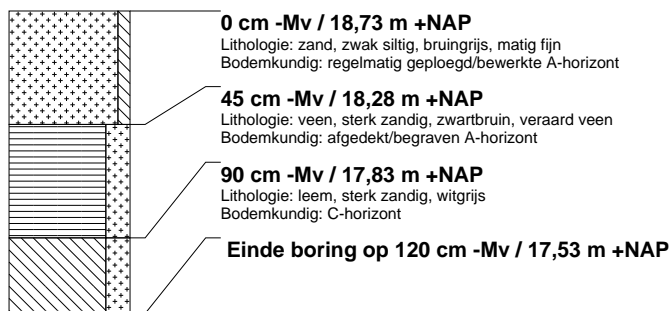 0 cm -Mv / 18,73 m +NAP
Lithologie: zand, zwak siltig, bruingrijs, matig fijn
Bodemkundig: regelmatig geploegd/bewerkte A-horizont
45 cm -Mv / 18,28 m +NAP
Lithologie: veen, sterk zandig, zwartbruin, veraard veen
Bodemkundig: afgedekt/begraven A-horizont
90 cm -Mv / 17,83 m +NAP
Lithologie: leem, sterk zandig, witgrijs
Bodemkundig: C-horizont
Einde boring op 120 cm -Mv / 17,53 m +NAP